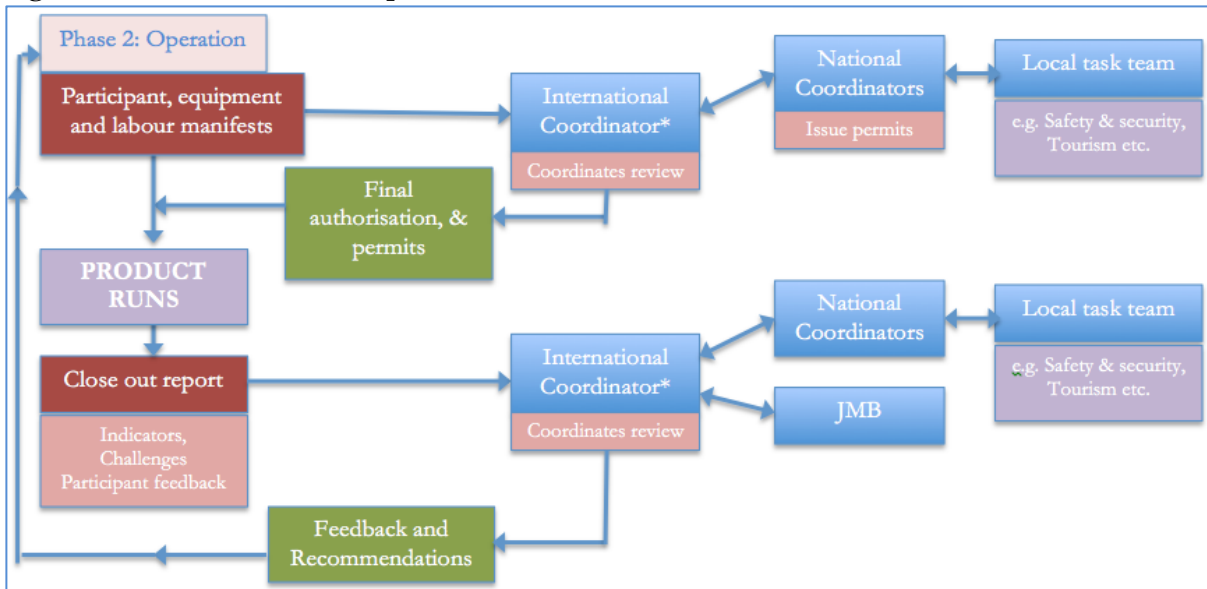 Phase 2: Operation
Participant, equipment
and labour manifests
International
Coordinator*
Coordinates review
National
Coordinators
Issue permits
Local task team
e.g. Safety & security,
Tourism etc.
Final
authorisation, &
permits
PRODUCT
RUNS
Close out report
Indicators,
Challenges
Participant feedback
International
Coordinator*
Coordinates review
National
Coordinators
JMB
Local task team
e.g. Safety & security,
Tourism etc.
Feedback and
Recommendations